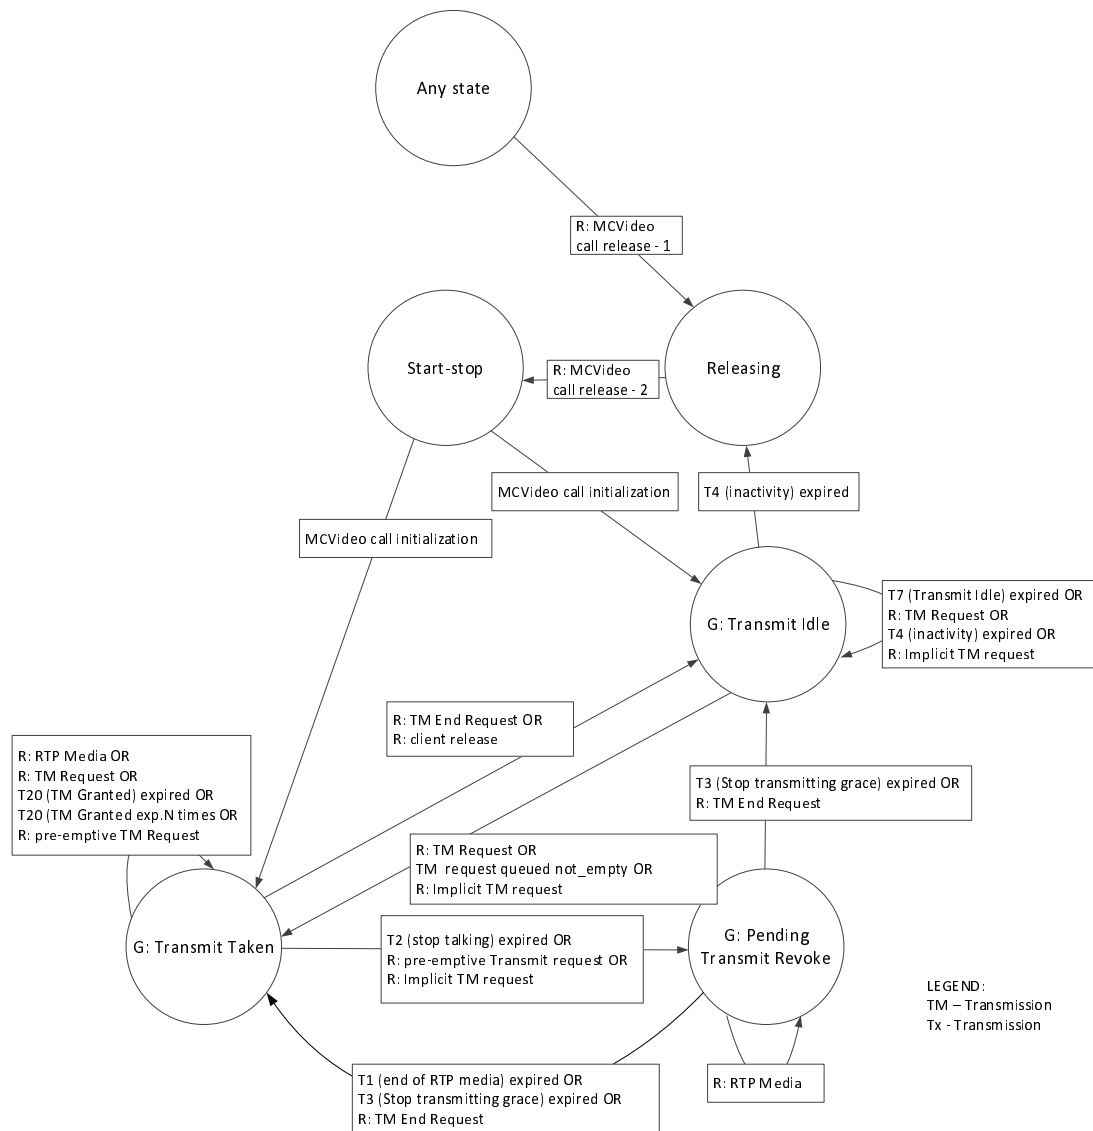 Any state
R: MCVideo
call release - 1
Start-stop
R: MCVideo
call release - 2
Releasing
MCVideo call initialization
T4 (inactivity) expired
MCVideo call initialization
G: Transmit Idle
T7 (Transmit Idle) expired OR
R: TM Request OR
T4 (inactivity) expired OR
R: Implicit TM request
R: TM End Request OR
R: client release
R: RTP Media OR
R: TM Request OR
T20 (TM Granted) expired OR
T20 (TM Granted exp.N times OR
R: pre-emptive TM Request
T3 (Stop transmitting grace) expired OR
R: TM End Request
R: TM Request OR
TM request queued not_empty OR
R: Implicit TM request
G: Transmit Taken
T2 (stop talking) expired OR
R: pre-emptive Transmit request OR
R: Implicit TM request
G: Pending
Transmit Revoke
LEGEND:
TM – Transmission
Tx - Transmission
T1 (end of RTP media) expired OR
T3 (Stop transmitting grace) expired OR
R: TM End Request
R: RTP Media